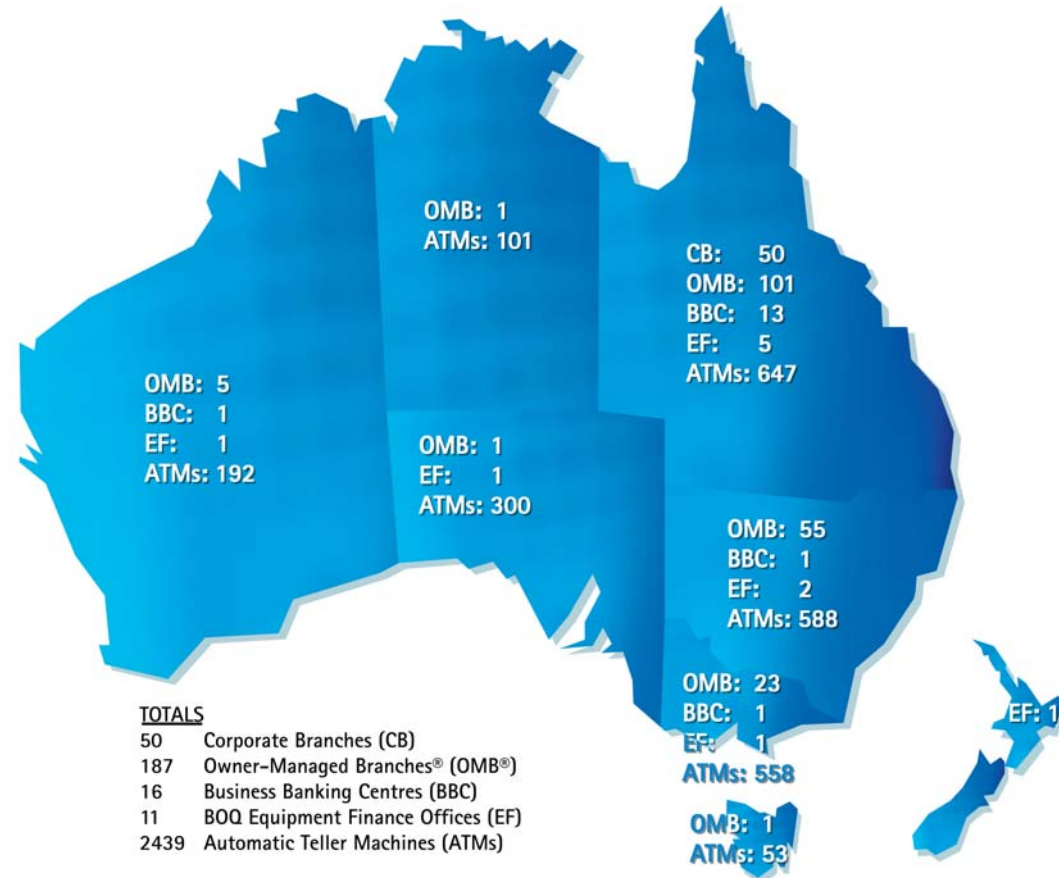 OMB: 1
ATMs: 101
CB: 50
OMB: 101
BBC: 13
EF: 5
ATMs: 647
OMB: 5
BBC: 1
EF: 1
ATMs: 192
OMB: 1
EF: 1
ATMs: 300
OMB: 55
BBC: 1
EF: 2
ATMs: 588
OMB: 23
BBC: 1
EF: 1
ATMs: 558
EF: 1
OMB: 1
ATMs: 53
TOTALS
50 Corporate Branches (CB)
187 Owner-Managed Branches® (OMB®)
16 Business Banking Centres (BBC)
11 BOQ Equipment Finance Offices (EF)
2439 Automatic Teller Machines (ATMs)